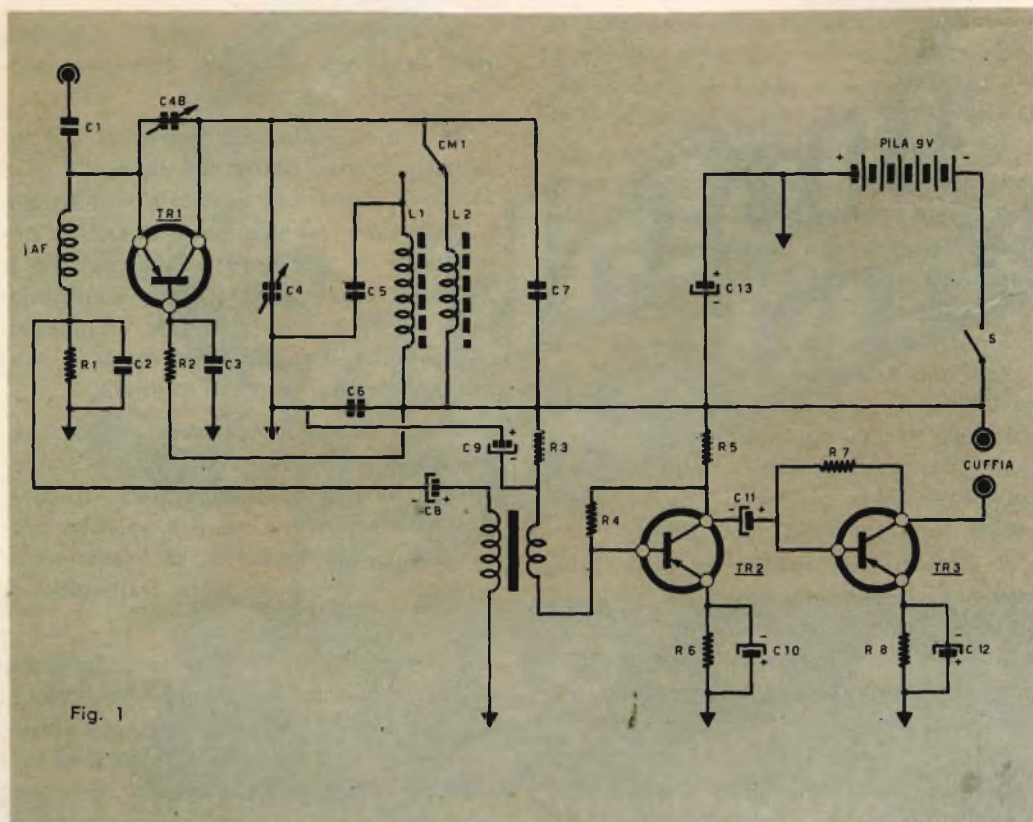 C4B
C1
TR1
jAF
R1
C2
R2
C3
C4
C5
L1
CM1
L2
C7
C6
C9
+
-
R3
C8
-
+
+
PILA 9V
-
+
C13
-
S
CUFFIA
R5
R4
C11
-
+
R7
TR2
TR3
R6
-
C10
+
R8
-
C12
+
Fig. 1